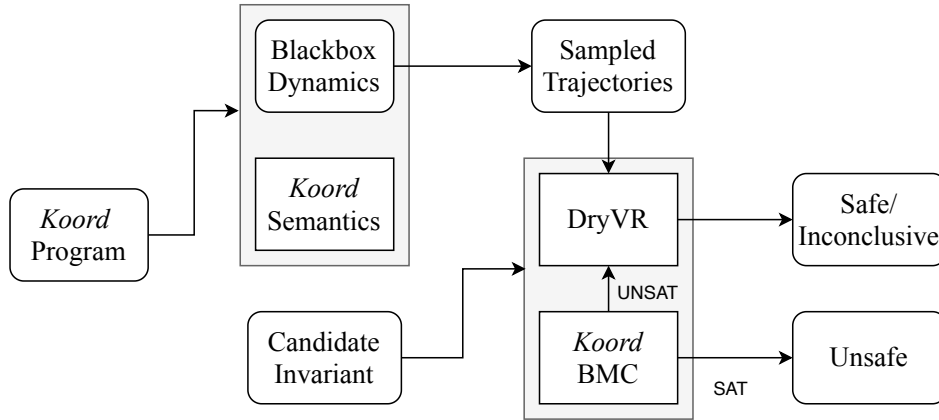 Blackbox
Dynamics
Sampled
Trajectories
Koord
Program
Koord
Semantics
DryVR
Safe/
Inconclusive
UNSAT
Candidate
Invariant
Koord
BMC
SAT
Unsafe